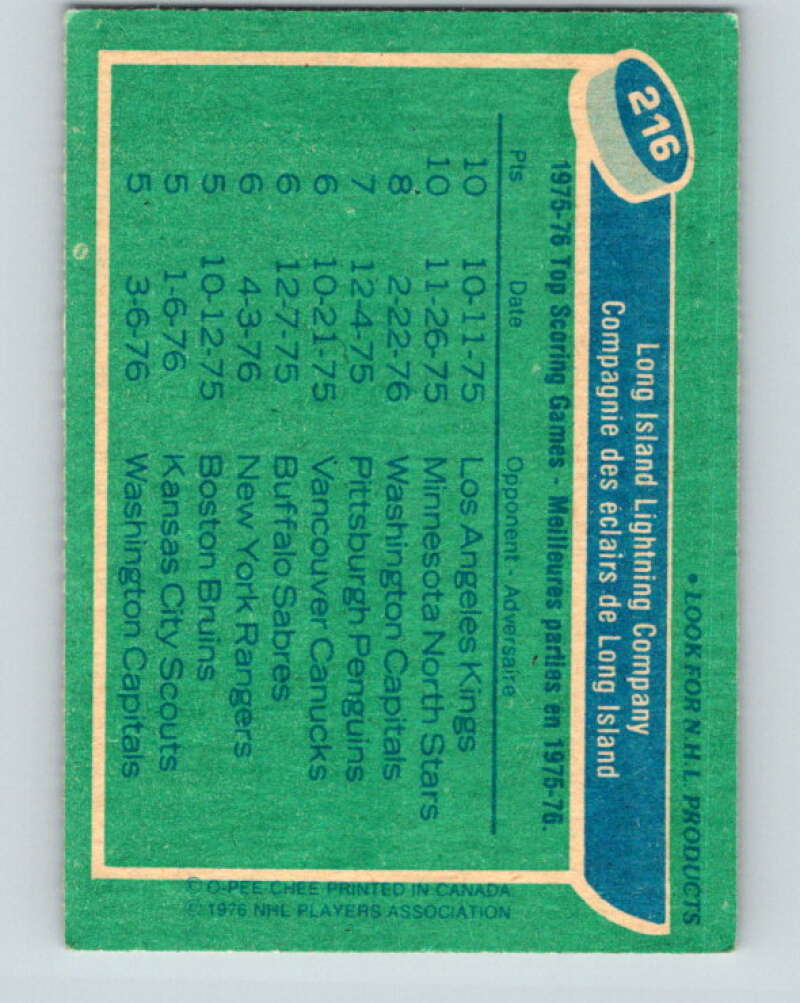 • LOOK FOR N.H.L. PRODUCTS
216
Long Island Lightning Company
Compagnie des éclairs de Long Island
1975-76 Top Scoring Games - Meilleures parties en 1975-76.
Pts Date Opponent - Adversaire
10 10-11-75 Los Angeles Kings
10 11-26-75 Minnesota North Stars
8 2-22-76 Washington Capitals
7 12-4-75 Pittsburgh Penguins
6 10-21-75 Vancouver Canucks
6 12-7-75 Buffalo Sabres
6 4-3-76 New York Rangers
5 10-12-75 Boston Bruins
5 1-6-76 Kansas City Scouts
5 3-6-76 Washington Capitals
© O-PEE-CHEE PRINTED IN CANADA
© 1976 NHL PLAYERS ASSOCIATION